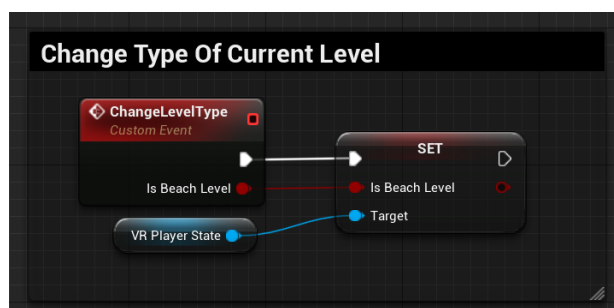 Change Type Of Current Level
ChangeLevelType
Custom Event
SET
Is Beach Level
Is Beach Level
Target
VR Player State